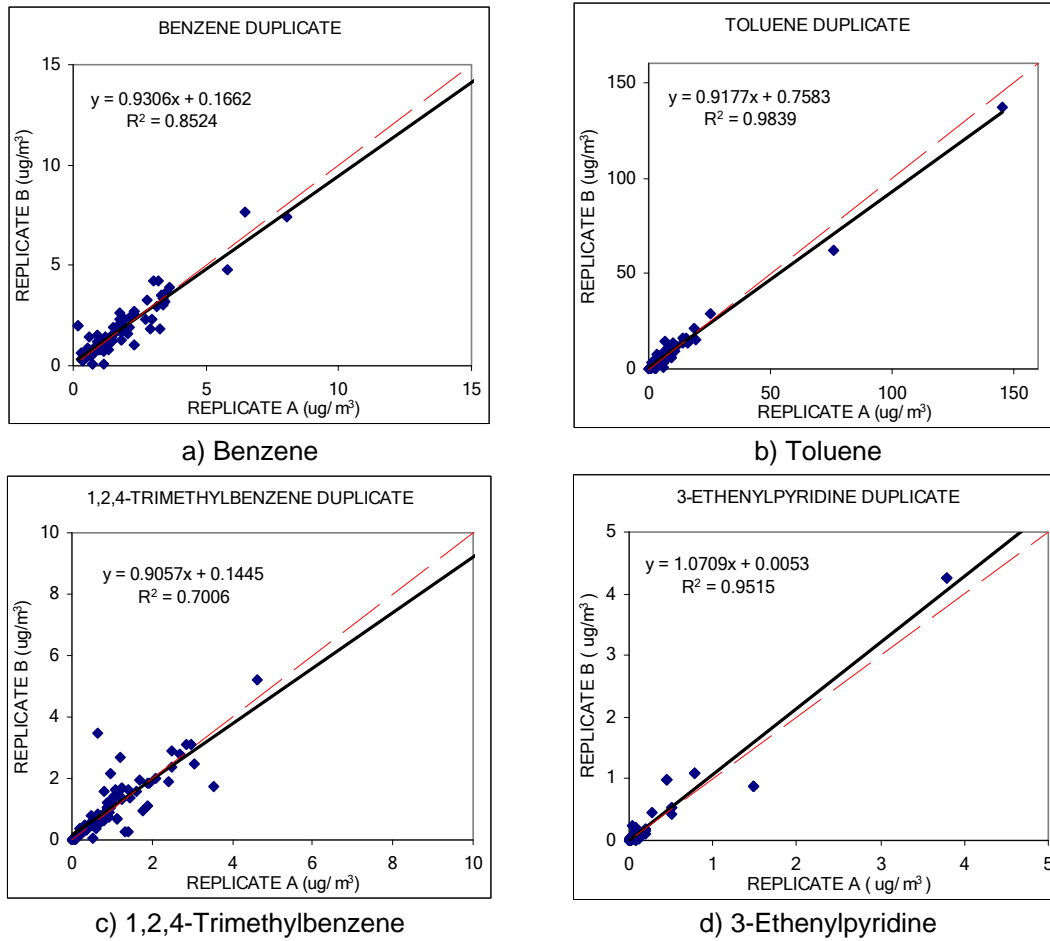 BENZENE DUPLICATE
15
10
5
0
0
5
10
15
y = 0.9306x + 0.1662
R² = 0.8524
REPLICATE B (ug/m³)
REPLICATE A (ug/ m³)
a) Benzene
TOLUENE DUPLICATE
150
100
50
0
0
50
100
150
y = 0.9177x + 0.7583
R² = 0.9839
REPLICATE B (ug/m³)
REPLICATE A (ug/ m³)
b) Toluene
1,2,4-TRIMETHYLBENZENE DUPLICATE
10
8
6
4
2
0
0
2
4
6
8
10
y = 0.9057x + 0.1445
R² = 0.7006
REPLICATE B (ug/m³)
REPLICATE A (ug/ m³)
c) 1,2,4-Trimethylbenzene
3-ETHENYLPYRIDINE DUPLICATE
5
4
3
2
1
0
0
1
2
3
4
5
y = 1.0709x + 0.0053
R² = 0.9515
REPLICATE B ( ug/m³)
REPLICATE A ( ug/ m³)
d) 3-Ethenylpyridine